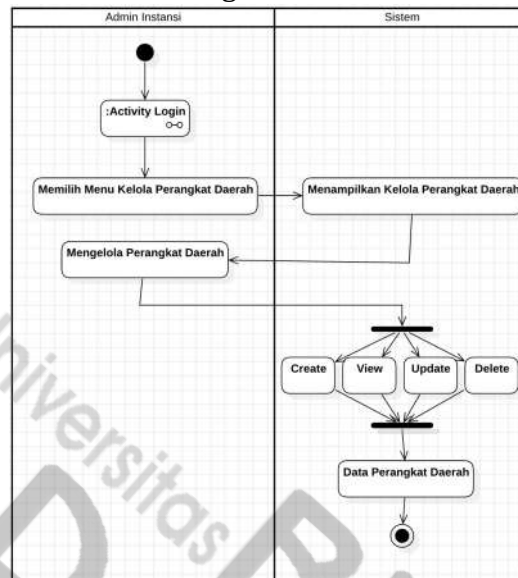 Admin Instansi
Sistem
:Activity Login
Memilih Menu Kelola Perangkat Daerah
Menampilkan Kelola Perangkat Daerah
Mengelola Perangkat Daerah
Create
View
Update
Delete
Data Perangkat Daerah
Universitas